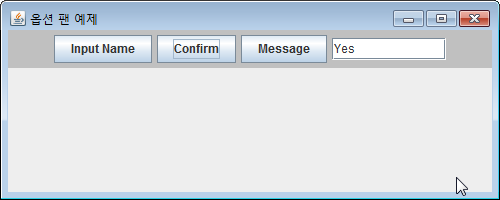 옵션 팬 예제
Input Name Confirm Message Yes